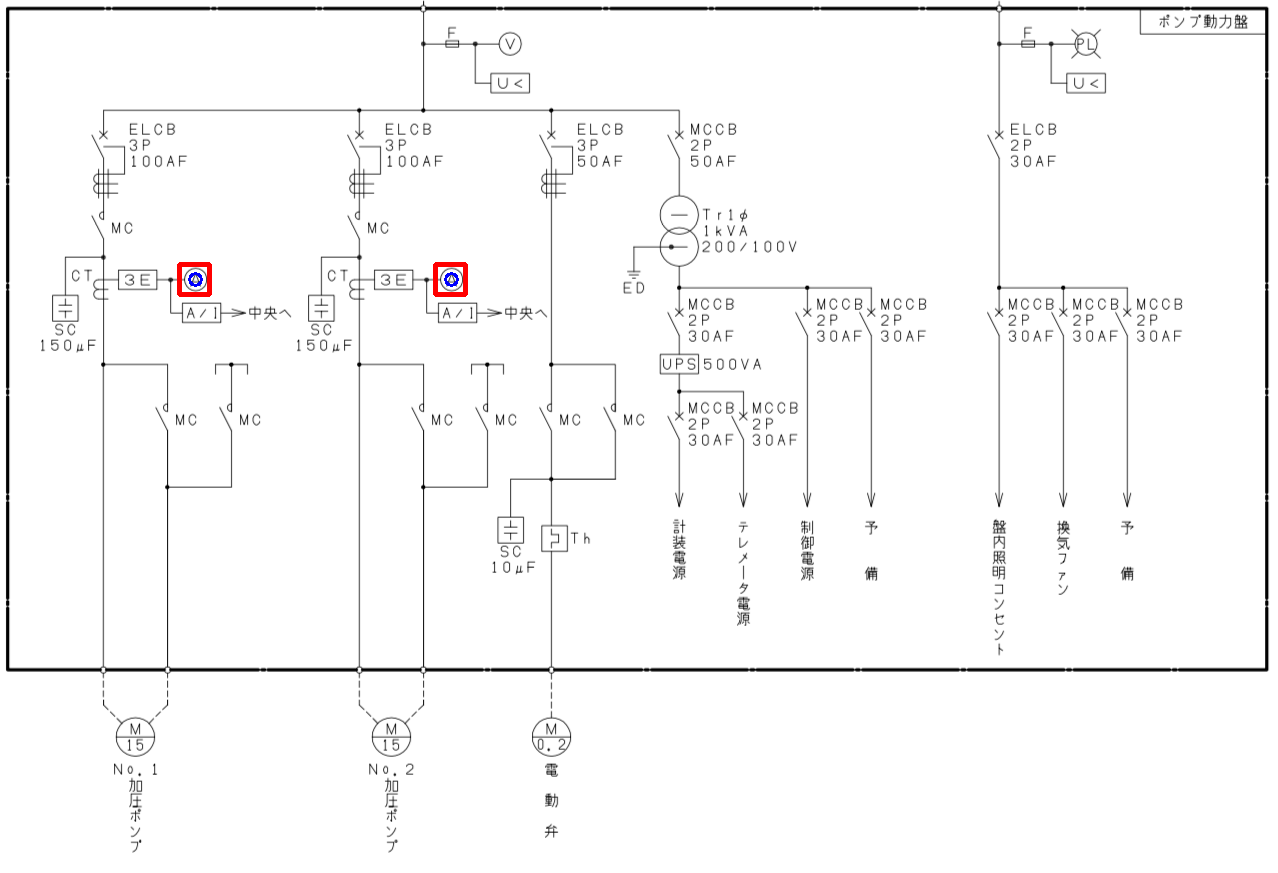 ポンプ動力盤
F
V
U<
F
PL
U<
ELCB
3P
100AF
ELCB
3P
100AF
ELCB
3P
50AF
MCCB
2P
50AF
ELCB
2P
30AF
MC
MC
Tr1φ
1kVA
200/100V
ED
CT
3E
A/I
中央へ
SC
150μF
CT
3E
A/I
中央へ
SC
150μF
MCCB
2P
30AF
MCCB
2P
30AF
MCCB
2P
30AF
MCCB
2P
30AF
MCCB
2P
30AF
MCCB
2P
30AF
UPS
500VA
MC
MC
MC
MC
MC
MC
MCCB
2P
30AF
MCCB
2P
30AF
SC
10μF
Th
計装電源
テレメータ電源
制御電源
予備
盤内照明コンセント
換気ファン
予備
M
15
No.1
加圧ポンプ
M
15
No.2
加圧ポンプ
M
0.2
電動弁